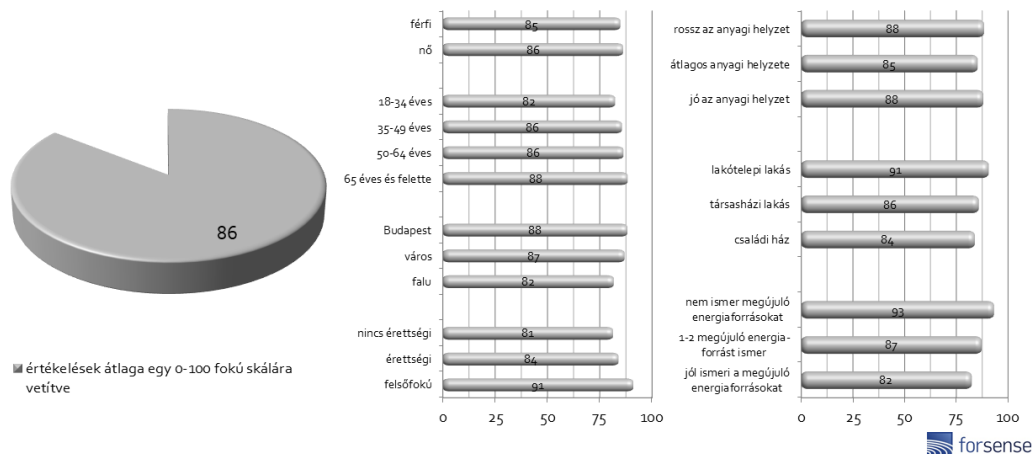 86
értékelések átlaga egy 0-100 fokú skálára
vetítve
férfi 85
nő 86
18-34 éves 82
35-49 éves 86
50-64 éves 86
65 éves és felette 88
Budapest 88
város 87
falu 82
nincs érettségi 81
érettségi 84
felsőfokú 91
0 25 50 75 100
rossz az anyagi helyzet 88
átlagos anyagi helyzete 85
jó az anyagi helyzet 88
lakótelepi lakás 91
társasházi lakás 86
családi ház 84
nem ismer megújuló
energiaforrásokat 93
1-2 megújuló energia-
forrást ismer 87
jól ismeri a megújuló
energiaforrásokat 82
0 25 50 75 100
forsense